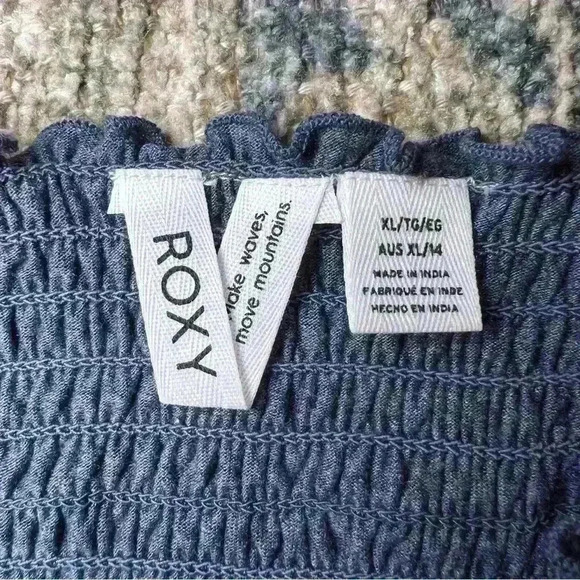 ROXY
Make waves,
move mountains.
XL/TG/EG
AUS XL/14
MADE IN INDIA
FABRIQUÉ EN INDE
HECHO EN INDIA